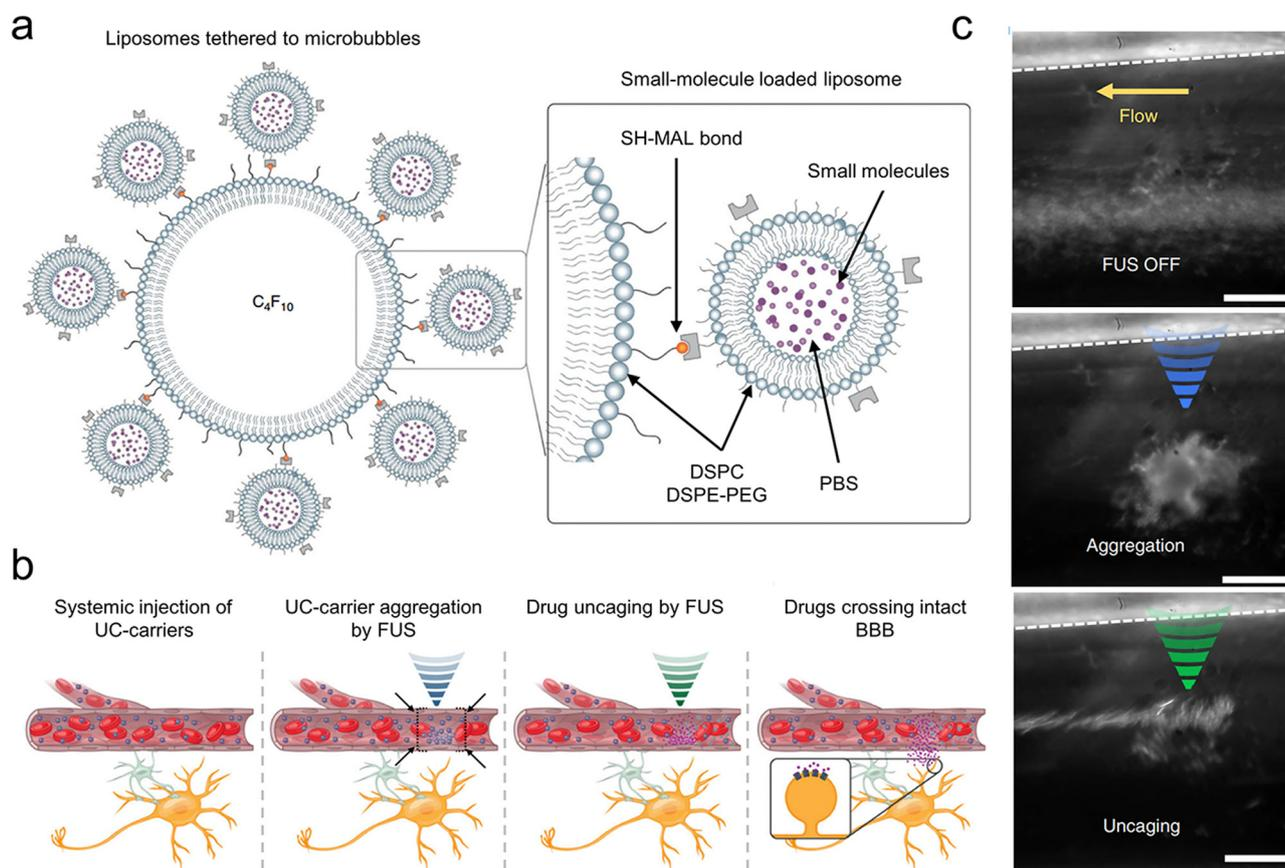 a
Liposomes tethered to microbubbles
C₄F₁₀
Small-molecule loaded liposome
SH-MAL bond
Small molecules
DSPC
DSPE-PEG
PBS
b
Systemic injection of
UC-carriers
UC-carrier aggregation
by FUS
Drug uncaging by FUS
Drugs crossing intact
BBB
c
Flow
FUS OFF
Aggregation
Uncaging